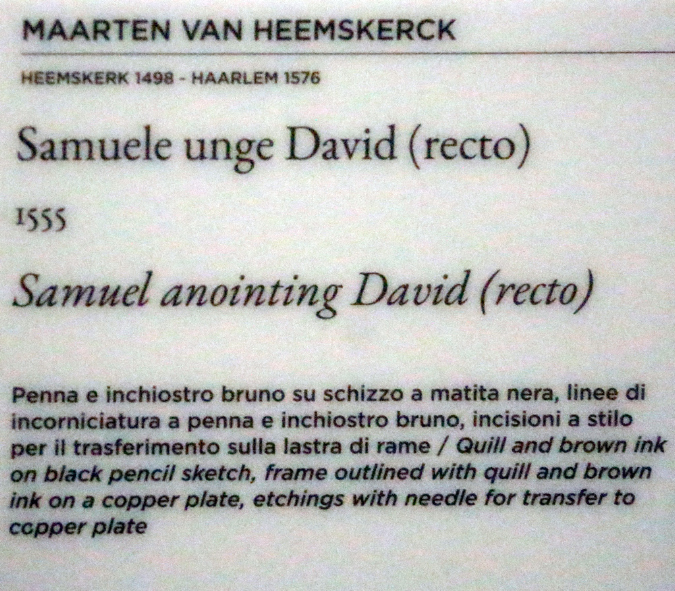 MAARTEN VAN HEEMSKERCK
HEEMSKERK 1498 - HAARLEM 1576
Samuele unge David (recto)
1555
Samuel anointing David (recto)
Penna e inchiostro bruno su schizzo a matita nera, linee di
incorniciatura a penna e inchiostro bruno, incisioni a stilo
per il trasferimento sulla lastra di rame / Quill and brown ink
on black pencil sketch, frame outlined with quill and brown
ink on a copper plate, etchings with needle for transfer to
copper plate